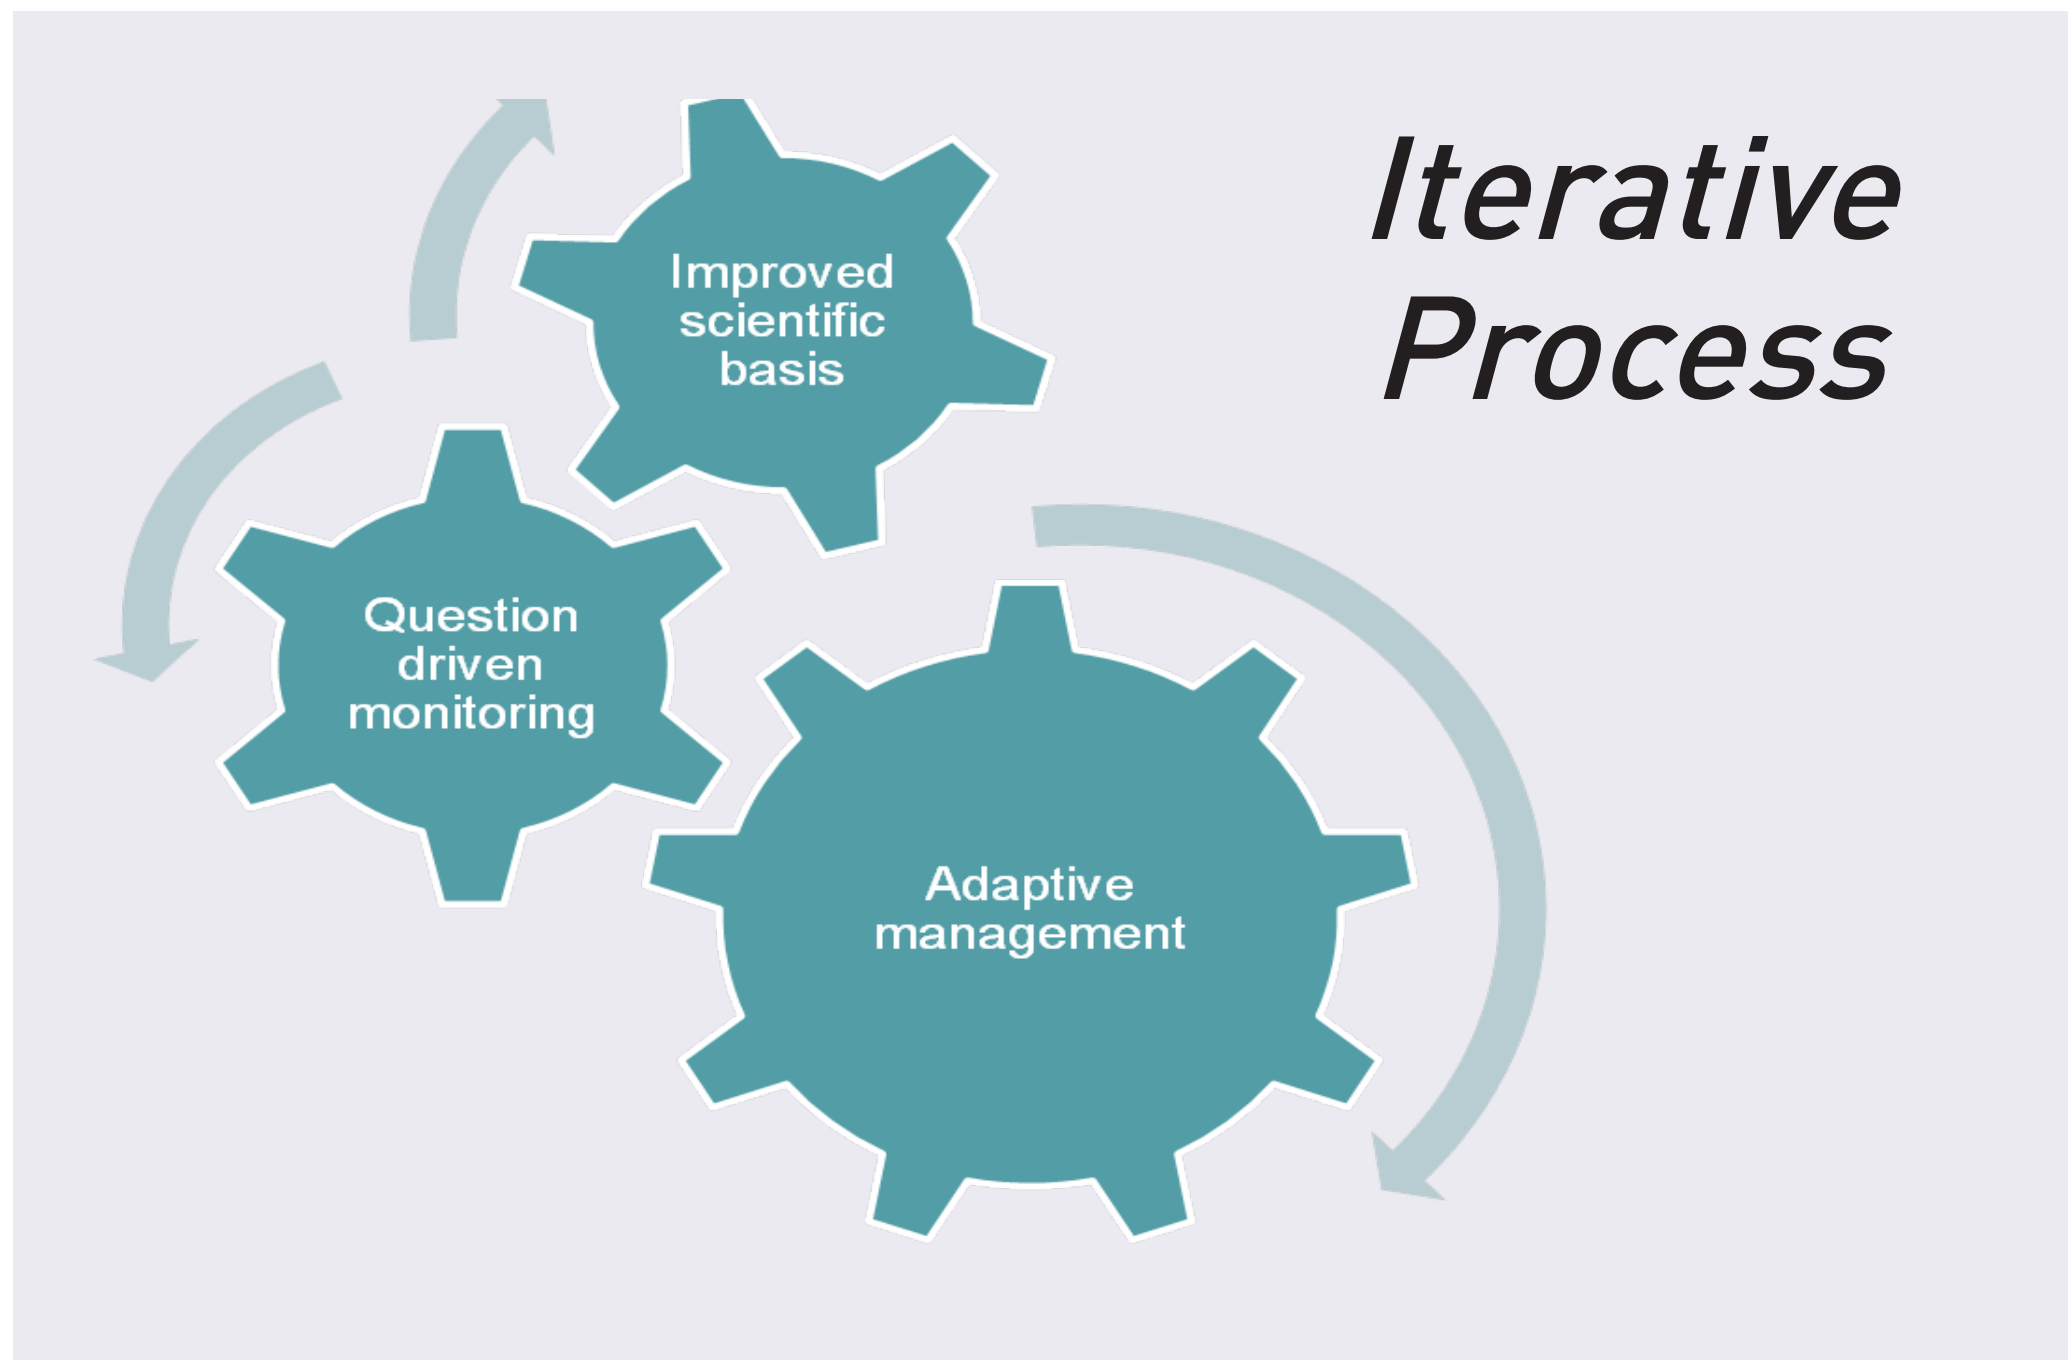 Iterative
Process
Improved
scientific
basis
Question
driven
monitoring
Adaptive
management